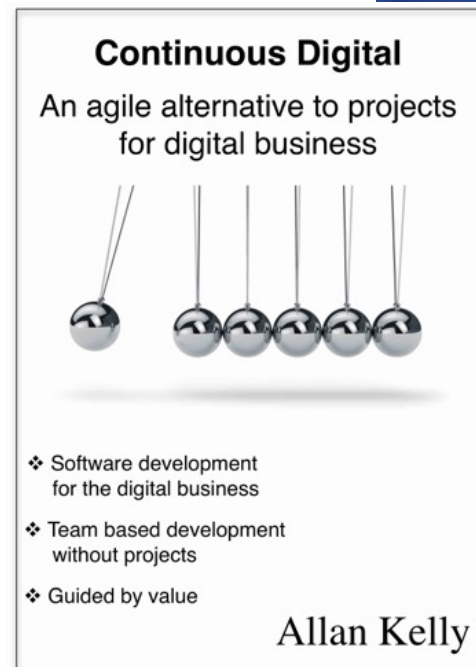 Continuous Digital
An agile alternative to projects
for digital business
❖ Software development
for the digital business
❖ Team based development
without projects
❖ Guided by value
Allan Kelly